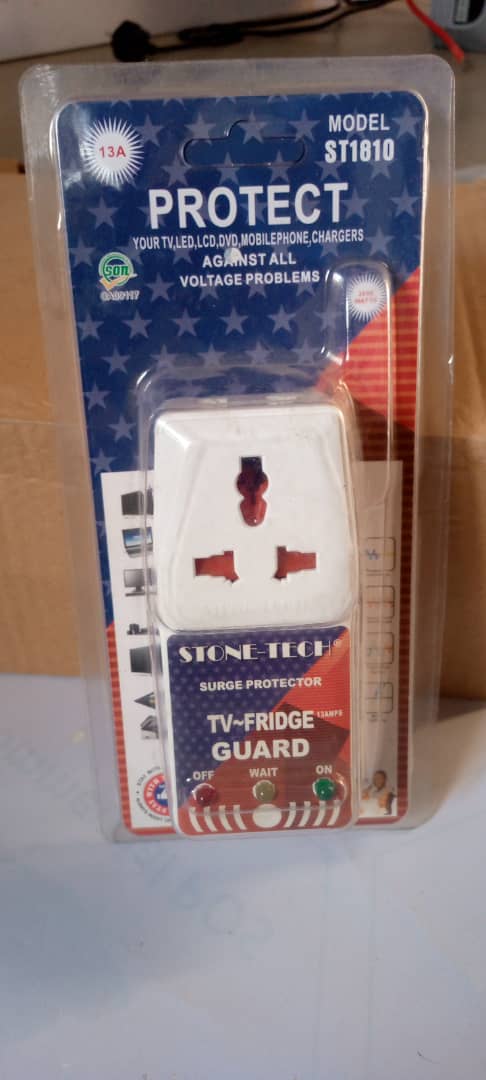 13A
MODEL
ST1810
PROTECT
YOUR TV,LED,LCD,DVD,MOBILEPHONE,CHARGERS
AGAINST ALL
VOLTAGE PROBLEMS
SON
STONE-TECH®
SURGE PROTECTOR
TV~FRIDGE 13AMPS
GUARD
OFF WAIT ON